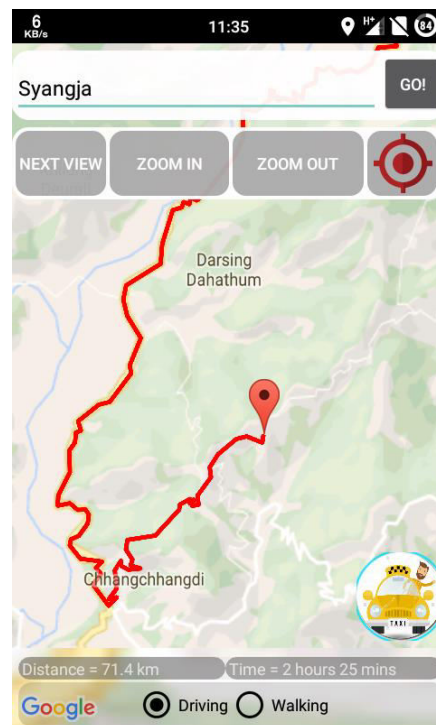 6
KB/s
11:35
H+
84
Syangja
GO!
NEXT VIEW
ZOOM IN
ZOOM OUT
Darsing
Dahathum
Chhangchhangdi
TAXI
Distance = 71.4 km
Time = 2 hours 25 mins
Google
Driving
Walking